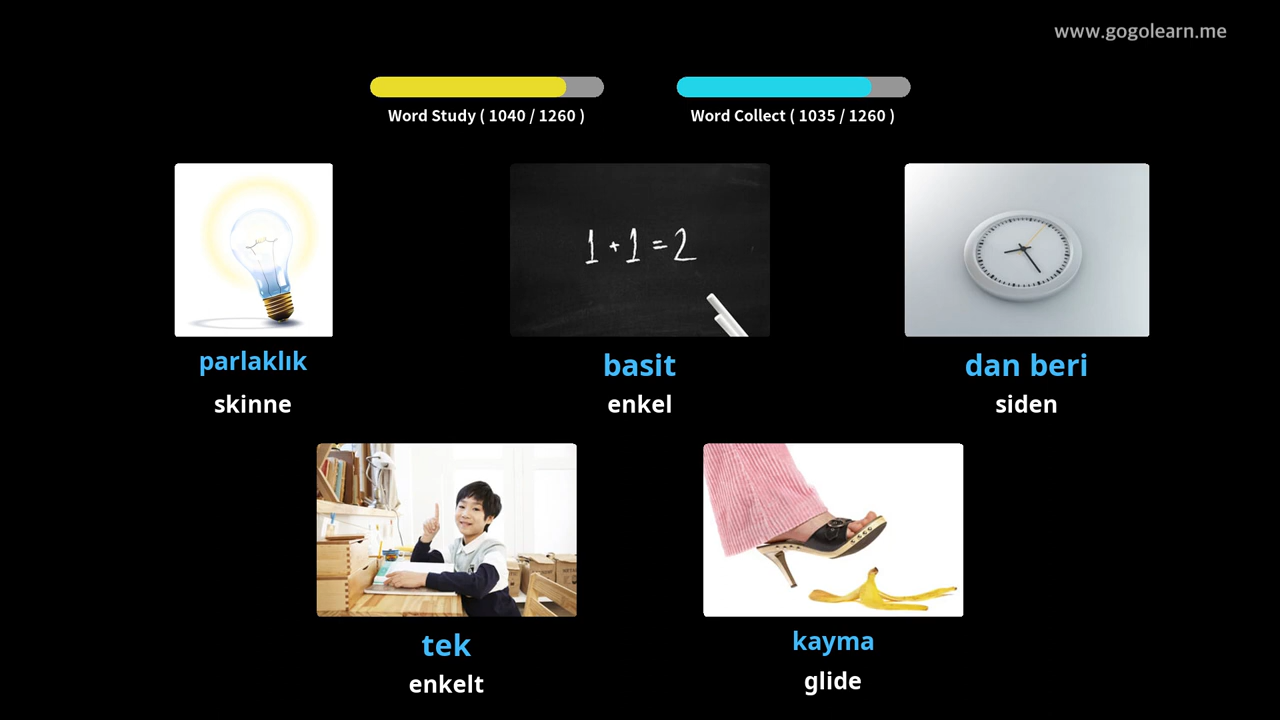 www.gogolearn.me
Word Study ( 1040 / 1260 )
Word Collect ( 1035 / 1260 )
1 + 1 = 2
parlaklık
basit
dan beri
skinne
enkel
siden
tek
kayma
enkelt
glide